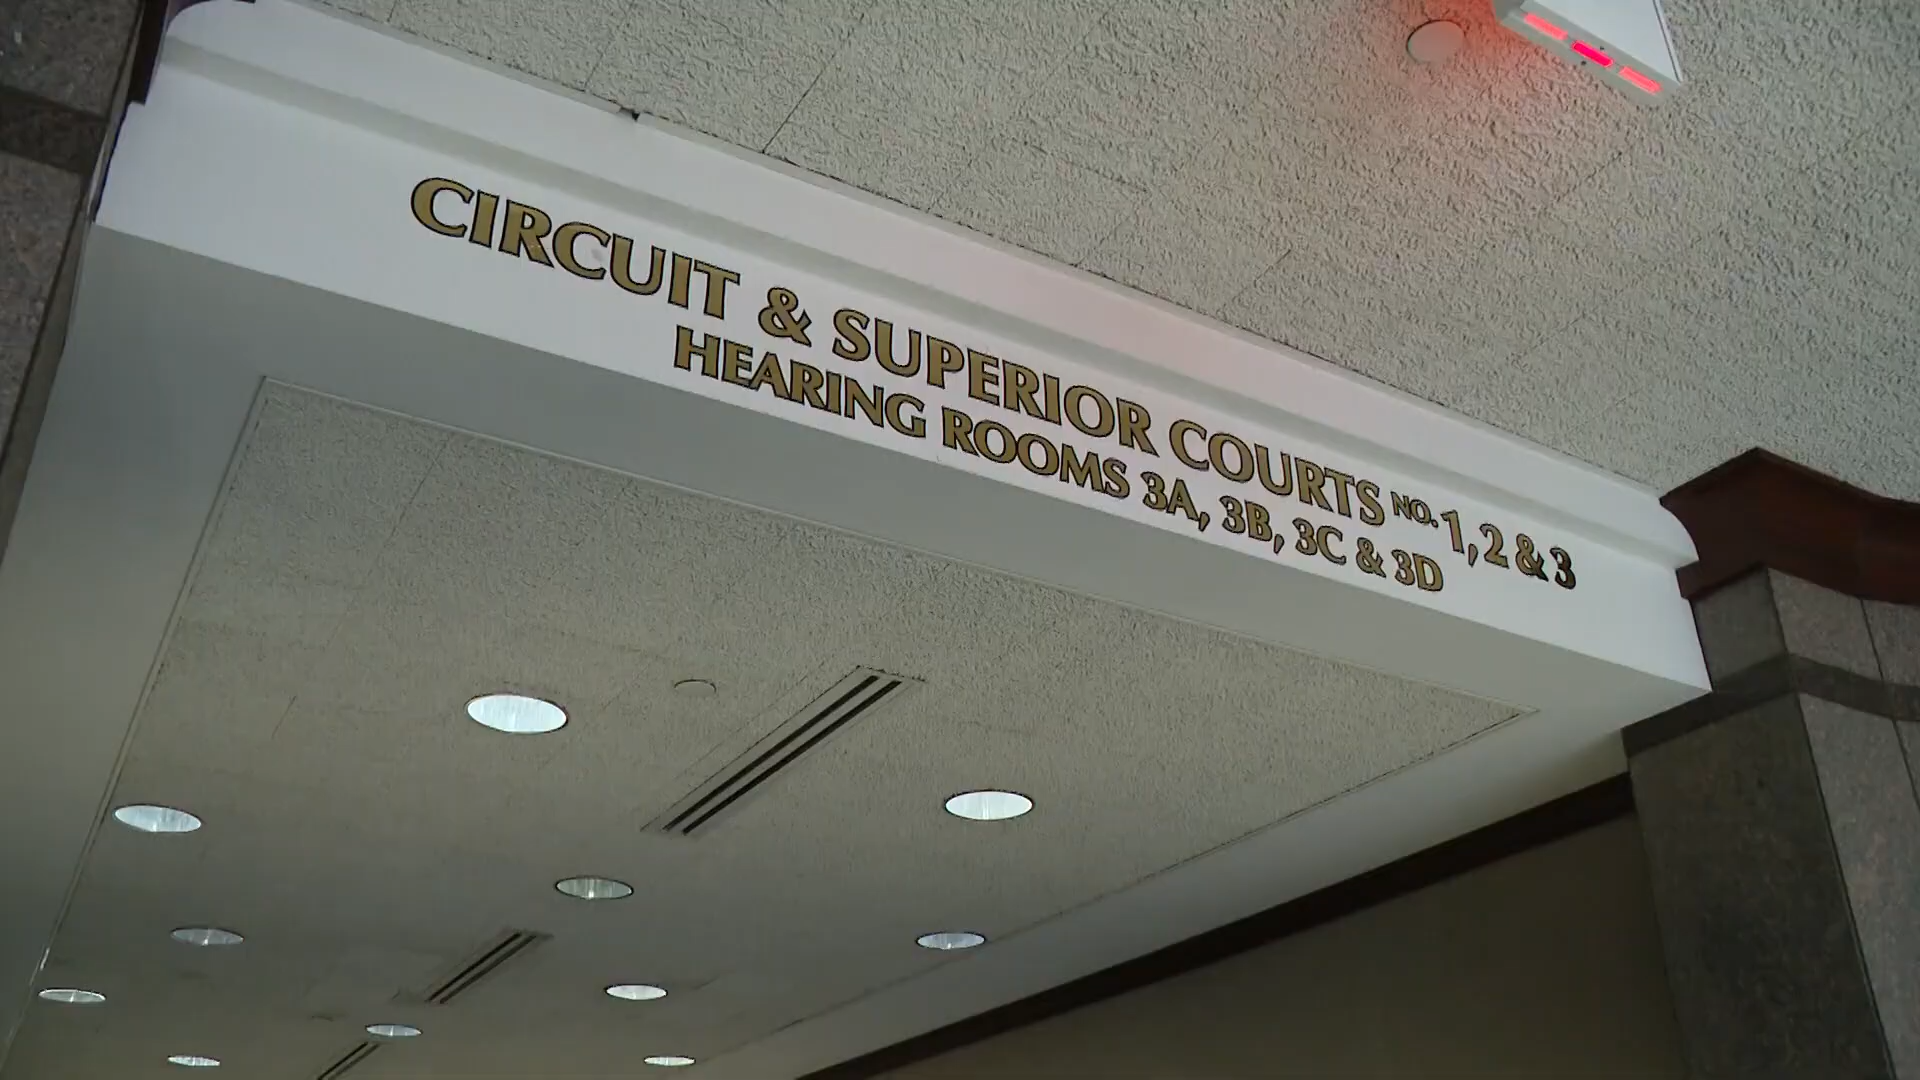 CIRCUIT & SUPERIOR COURTS NO. 1, 2 & 3
HEARING ROOMS 3A, 3B, 3C & 3D